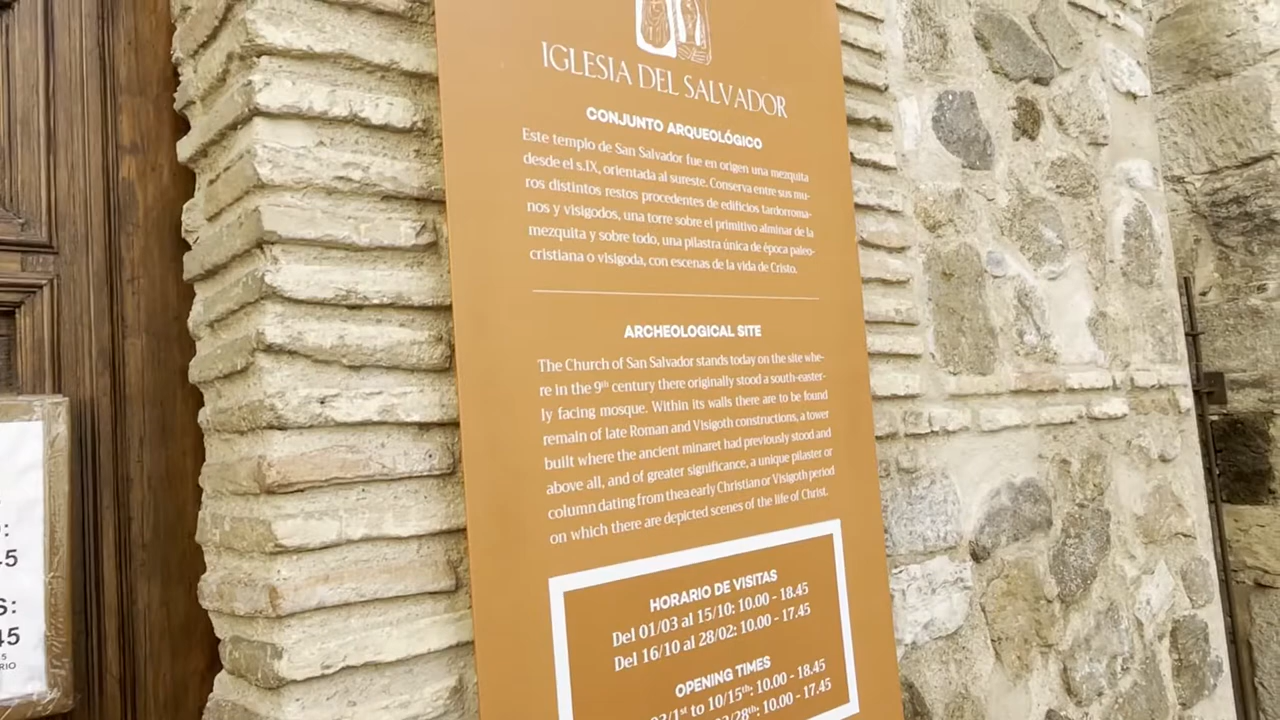 IGLESIA DEL SALVADOR
CONJUNTO ARQUEOLÓGICO
Este templo de San Salvador fue en origen una mezquita
desde el s.IX, orientada al sureste. Conserva entre sus mu-
ros distintos restos procedentes de edificios tardorroma-
nos y visigodos, una torre sobre el primitivo alminar de la
mezquita y sobre todo, una pilastra única de época paleo-
cristiana o visigoda, con escenas de la vida de Cristo.
ARCHEOLOGICAL SITE
The Church of San Salvador stands today on the site whe-
re in the 9th century there originally stood a south-easter-
ly facing mosque. Within its walls there are to be found
remain of late Roman and Visigoth constructions, a tower
built where the ancient minaret had previously stood and
above all, and of greater significance, a unique pilaster or
column dating from thea early Christian or Visigoth period
on which there are depicted scenes of the life of Christ.
HORARIO DE VISITAS
Del 01/03 al 15/10: 10.00 - 18.45
Del 16/10 al 28/02: 10.00 - 17.45
OPENING TIMES
to 10/15th: 10.00 - 18.45
/28th: 10.00 - 17.45
:
45
S:
45
RIO